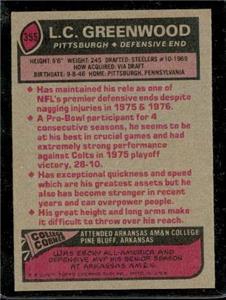 355
L.C. GREENWOOD
PITTSBURGH • DEFENSIVE END
HEIGHT: 6'6" WEIGHT: 245 DRAFTED: STEELERS #10-1969
HOW ACQUIRED: VIA DRAFT
BIRTHDATE: 9-8-46 HOME: PITTSBURGH, PENNSYLVANIA
• Has maintained his role as one of
NFL's premier defensive ends despite
nagging injuries in 1975 & 1976.
• A Pro-Bowl participant for 4
consecutive seasons, he seems to be at
his best in crucial encounters and had
extremely strong performance
against Colts in 1975 playoff
victory, 28-10.
• Has exceptional quickness and speed
which are his greatest assets but he
also has become stronger in recent
years and can overpower opponents.
• His great height and long arms make
it difficult to throw over his reach.
COLLEGE CORNER
ATTENDED ARKANSAS AM&N COLLEGE
PINE BLUFF, ARKANSAS
WAS EBONY ALL-AMERICA AND
DEFENSIVE MVP HIS SENIOR SEASON
AT ARKANSAS AM&N.